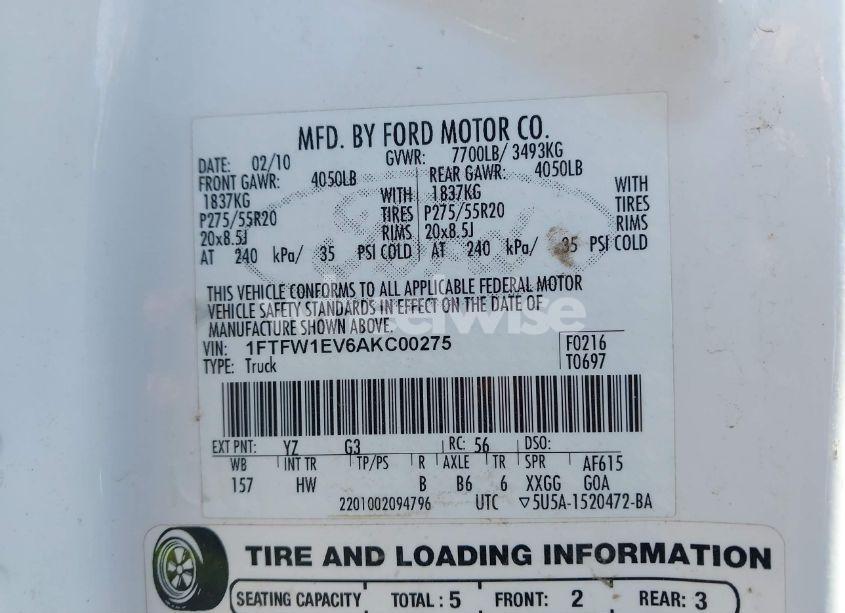 MFD. BY FORD MOTOR CO.
DATE: 02/10 GVWR: 7700LB/ 3493KG
FRONT GAWR: 4050LB REAR GAWR: 4050LB
1837KG WITH 1837KG WITH
P275/55R20 TIRES P275/55R20 TIRES
20x8.5J RIMS 20x8.5J RIMS
AT 240 kPa/ 35 PSI COLD AT 240 kPa/ 35 PSI COLD
THIS VEHICLE CONFORMS TO ALL APPLICABLE FEDERAL MOTOR
VEHICLE SAFETY STANDARDS IN EFFECT ON THE DATE OF
MANUFACTURE SHOWN ABOVE.
VIN: 1FTFW1EV6AKC00275 F0216
TYPE: Truck T0697
EXT PNT: YZ G3 RC: 56 DSO:
WB INT TR TP/PS R AXLE TR SPR AF615
157 HW B B6 6 XXGG G0A
2201002094796 UTC ▽5U5A-1520472-BA
TIRE AND LOADING INFORMATION
SEATING CAPACITY TOTAL : 5 FRONT: 2 REAR: 3